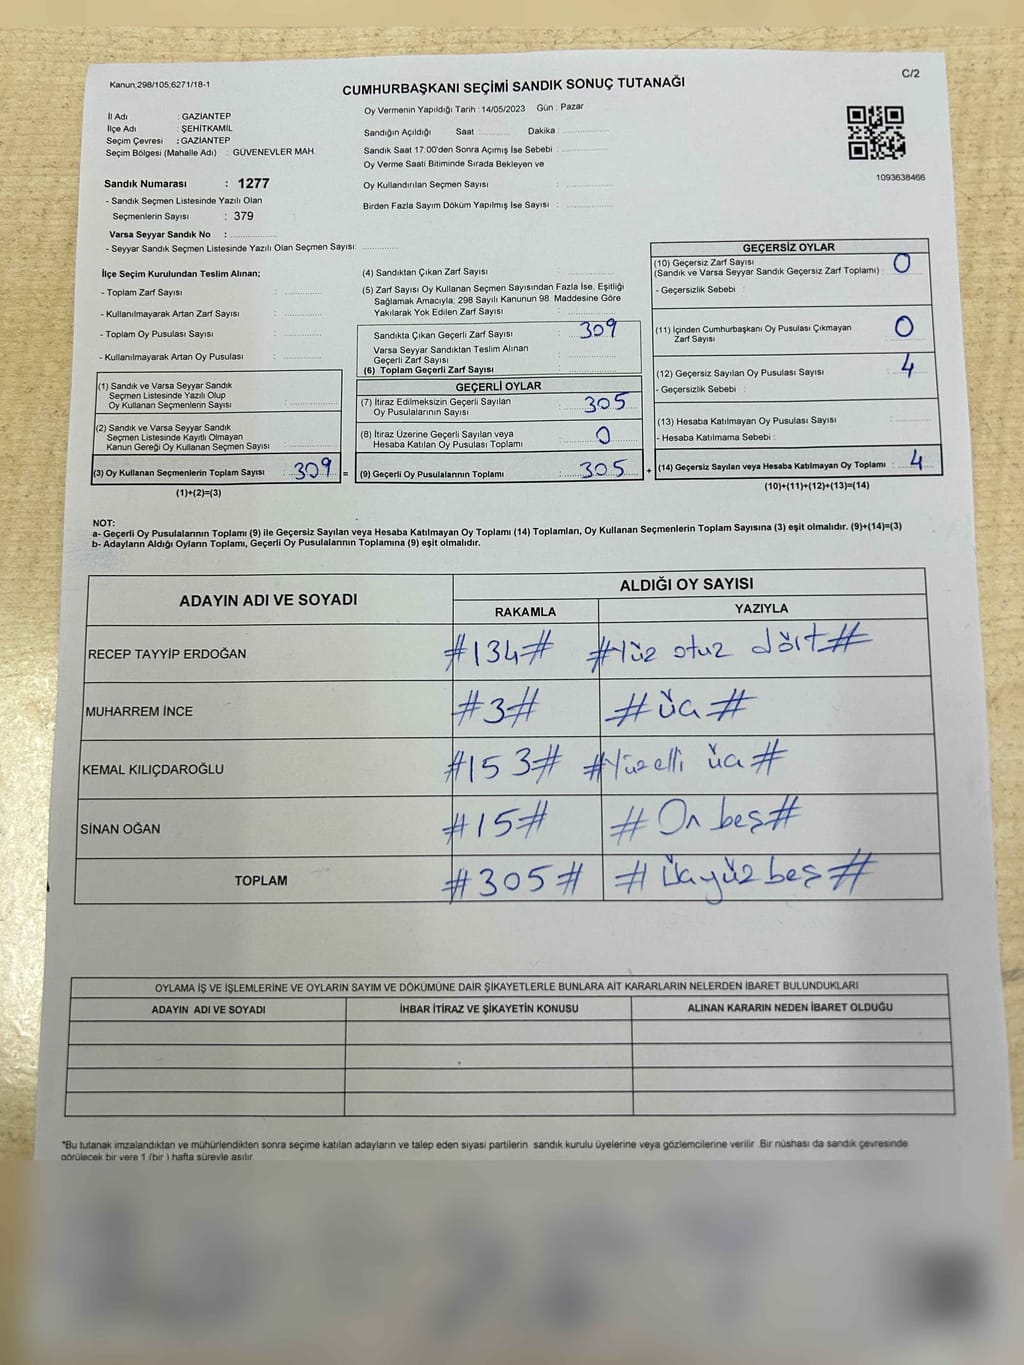 Kanun;298/105;6271/18-1
C/2
CUMHURBAŞKANI SEÇİMİ SANDIK SONUÇ TUTANAĞI
Oy Vermenin Yapıldığı Tarih : 14/05/2023 Gün : Pazar
İl Adı : GAZİANTEP
İlçe Adı : ŞEHİTKAMİL
Seçim Çevresi : GAZİANTEP
Seçim Bölgesi (Mahalle Adı) : GÜVENEVLER MAH.
Sandığın Açıldığı Saat :........... Dakika :................
Sandık Saat 17:00'den Sonra Açımış İse Sebebi :................
Oy Verme Saati Bitiminde Sırada Bekleyen ve
Oy Kullandırılan Seçmen Sayısı :................
Birden Fazla Sayım Döküm Yapılmış İse Sayısı :................
1093638466
Sandık Numarası : 1277
- Sandık Seçmen Listesinde Yazılı Olan
Seçmenlerin Sayısı : 379
Varsa Seyyar Sandık No :................
- Seyyar Sandık Seçmen Listesinde Yazılı Olan Seçmen Sayısı:............
İlçe Seçim Kurulundan Teslim Alınan;
- Toplam Zarf Sayısı :............
- Kullanılmayarak Artan Zarf Sayısı :............
- Toplam Oy Pusulası Sayısı :............
- Kullanılmayarak Artan Oy Pusulası :............
(1) Sandık ve Varsa Seyyar Sandık
Seçmen Listesinde Yazılı Olup
Oy Kullanan Seçmenlerin Sayısı :............
(2) Sandık ve Varsa Seyyar Sandık
Seçmen Listesinde Kayıtlı Olmayan
Kanun Gereği Oy Kullanan Seçmen Sayısı :............
(3) Oy Kullanan Seçmenlerin Toplam Sayısı : 309 =
(1)+(2)=(3)
(4) Sandıktan Çıkan Zarf Sayısı :............
(5) Zarf Sayısı Oy Kullanan Seçmen Sayısından Fazla İse, Eşitliği
Sağlamak Amacıyla; 298 Sayılı Kanunun 98. Maddesine Göre
Yakılarak Yok Edilen Zarf Sayısı :............
Sandıkta Çıkan Geçerli Zarf Sayısı : 309
Varsa Seyyar Sandıktan Teslim Alınan
Geçerli Zarf Sayısı :............
(6) Toplam Geçerli Zarf Sayısı :............
GEÇERLİ OYLAR
(7) İtiraz Edilmeksizin Geçerli Sayılan
Oy Pusulalarının Sayısı : 305
(8) İtiraz Üzerine Geçerli Sayılan veya
Hesaba Katılan Oy Pusulası Toplamı : 0
(9) Geçerli Oy Pusulalarının Toplamı : 305 +
GEÇERSİZ OYLAR
(10) Geçersiz Zarf Sayısı
(Sandık ve Varsa Seyyar Sandık Geçersiz Zarf Toplamı) : 0
- Geçersizlik Sebebi :
(11) İçinden Cumhurbaşkanı Oy Pusulası Çıkmayan
Zarf Sayısı : 0
(12) Geçersiz Sayılan Oy Pusulası Sayısı : 4
- Geçersizlik Sebebi :
(13) Hesaba Katılmayan Oy Pusulası Sayısı :............
- Hesaba Katılmama Sebebi :
(14) Geçersiz Sayılan veya Hesaba Katılmayan Oy Toplamı : 4
(10)+(11)+(12)+(13)=(14)
NOT:
a- Geçerli Oy Pusulalarının Toplamı (9) ile Geçersiz Sayılan veya Hesaba Katılmayan Oy Toplamı (14) Toplamları, Oy Kullanan Seçmenlerin Toplam Sayısına (3) eşit olmalıdır. (9)+(14)=(3)
b- Adayların Aldığı Oyların Toplamı, Geçerli Oy Pusulalarının Toplamına (9) eşit olmalıdır.
ADAYIN ADI VE SOYADI ALDIĞI OY SAYISI
RAKAMLA YAZIYLA
RECEP TAYYİP ERDOĞAN #134# #Yüz otuz dört#
MUHARREM İNCE #3# #üç#
KEMAL KILIÇDAROĞLU #153# #Yüzelli üç#
SİNAN OĞAN #15# #On beş#
TOPLAM #305# #üçyüzbeş#
OYLAMA İŞ VE İŞLEMLERİNE VE OYLARIN SAYIM VE DÖKÜMÜNE DAİR ŞİKAYETLERLE BUNLARA AİT KARARLARIN NELERDEN İBARET BULUNDUKLARI
ADAYIN ADI VE SOYADI İHBAR İTİRAZ VE ŞİKAYETİN KONUSU ALINAN KARARIN NEDEN İBARET OLDUĞU
*Bu tutanak imzalandıktan ve mühürlendikten sonra seçime katılan adayların ve talep eden siyasi partilerin sandık kurulu üyelerine veya gözlemcilerine verilir. Bir nüshası da sandık çevresinde
görülecek bir yere 1 (bir ) hafta süreyle asılır.